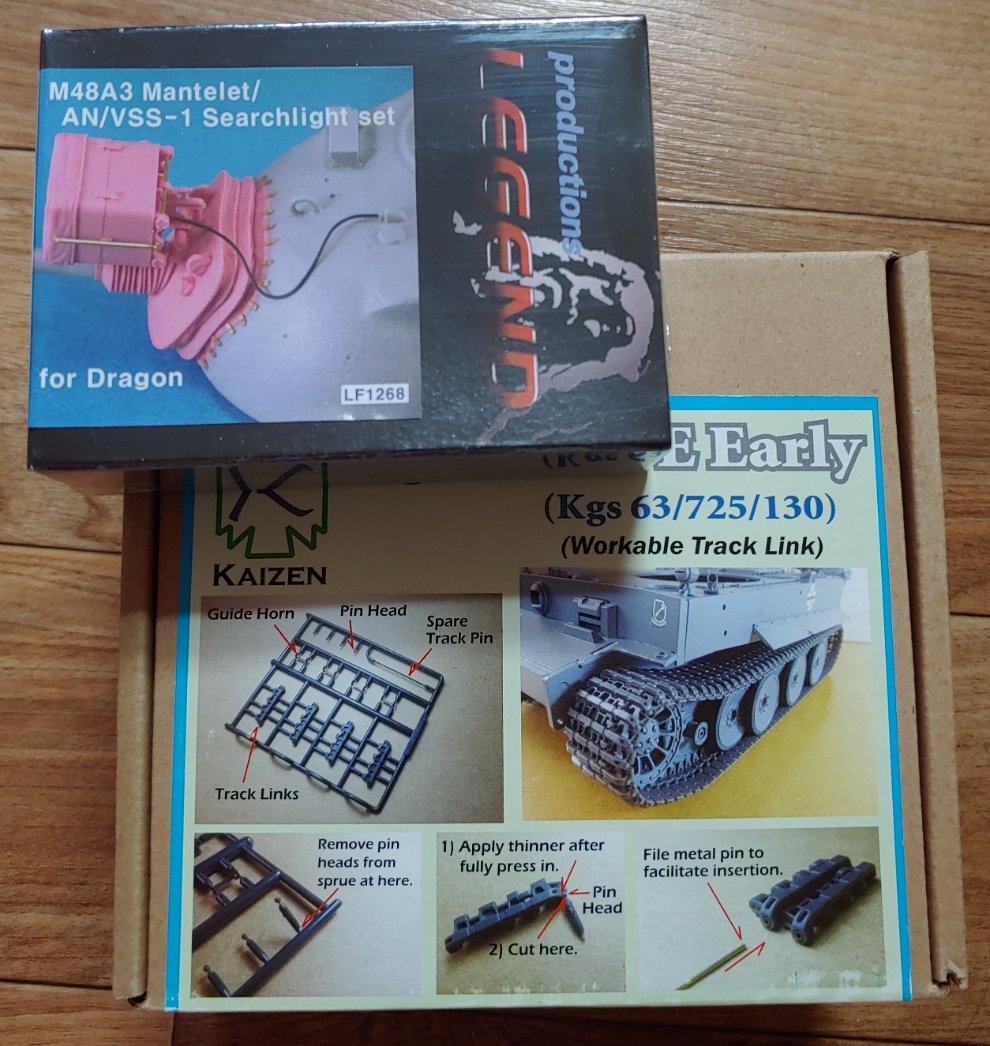 M48A3 Mantelet/
AN/VSS-1 Searchlight set
for Dragon
LF1268
productions
LEGEND
E Early
(Kgs 63/725/130)
(Workable Track Link)
KAIZEN
Guide Horn
Pin Head
Spare
Track Pin
Track Links
Remove pin
heads from
sprue at here.
1) Apply thinner after
fully press in.
Pin
Head
2) Cut here.
File metal pin to
facilitate insertion.